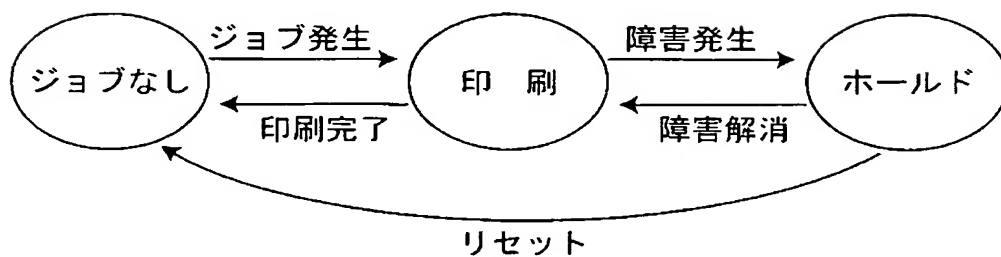 ジョブ発生
障害発生
ジョブなし
印 刷
ホールド
印刷完了
障害解消
リセット